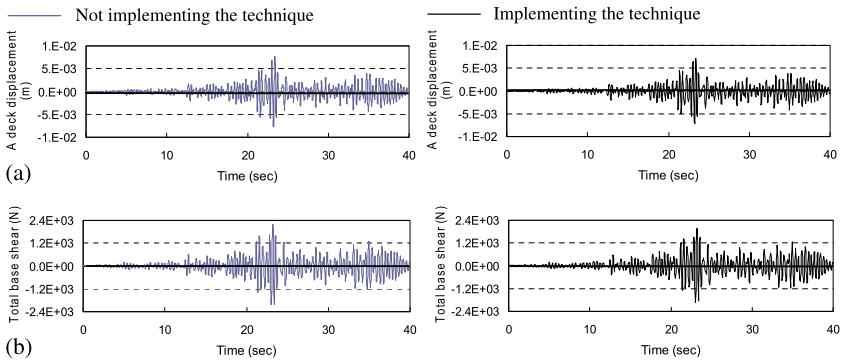 Not implementing the technique
Implementing the technique
A deck displacement
(m)
1.E-02
5.E-03
0.E+00
-5.E-03
-1.E-02
0 10 20 30 40
Time (sec)
A deck displacement
(m)
1.E-02
5.E-03
0.E+00
-5.E-03
-1.E-02
0 10 20 30 40
Time (sec)
(a)
Total base shear (N)
2.4E+03
1.2E+03
0.0E+00
-1.2E+03
-2.4E+03
0 10 20 30 40
Time (sec)
Total base shear (N)
2.4E+03
1.2E+03
0.0E+00
-1.2E+03
-2.4E+03
0 10 20 30 40
Time (sec)
(b)